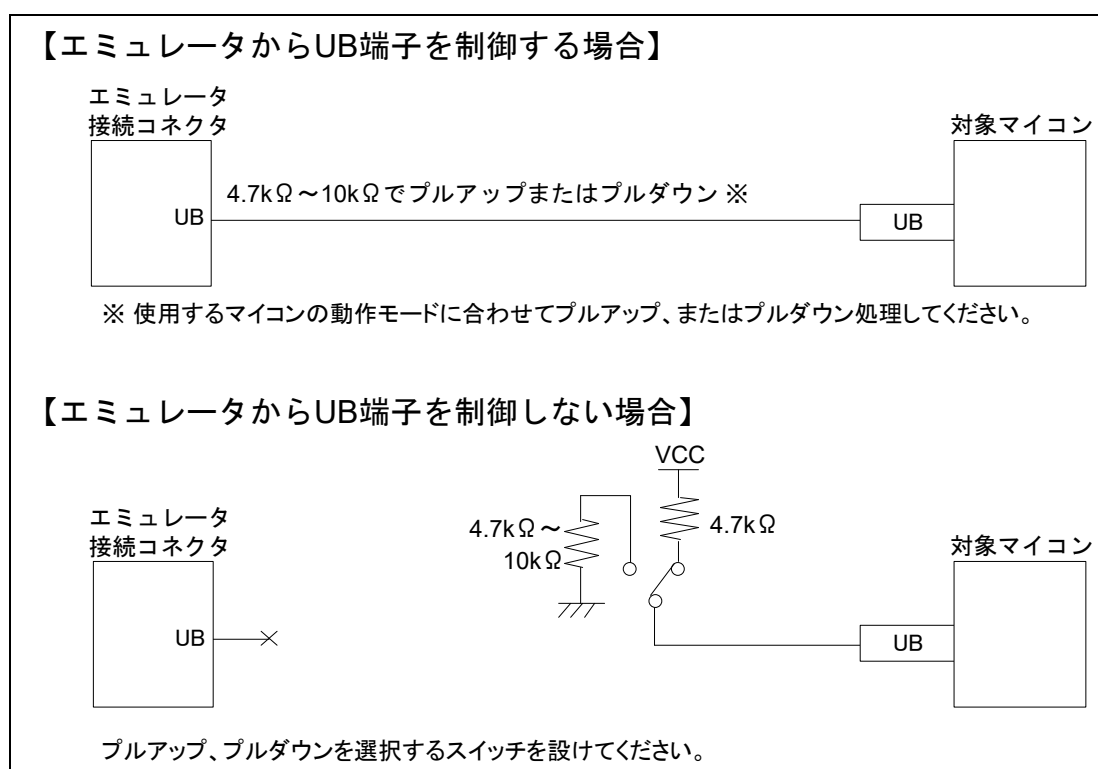 【エミュレータからUB端子を制御する場合】
エミュレータ
接続コネクタ
対象マイコン
4.7kΩ～10kΩでプルアップまたはプルダウン ※
UB
UB
※ 使用するマイコンの動作モードに合わせてプルアップ、またはプルダウン処理してください。
【エミュレータからUB端子を制御しない場合】
VCC
エミュレータ
接続コネクタ
4.7kΩ～
10kΩ
4.7kΩ
対象マイコン
UB
UB
プルアップ、プルダウンを選択するスイッチを設けてください。